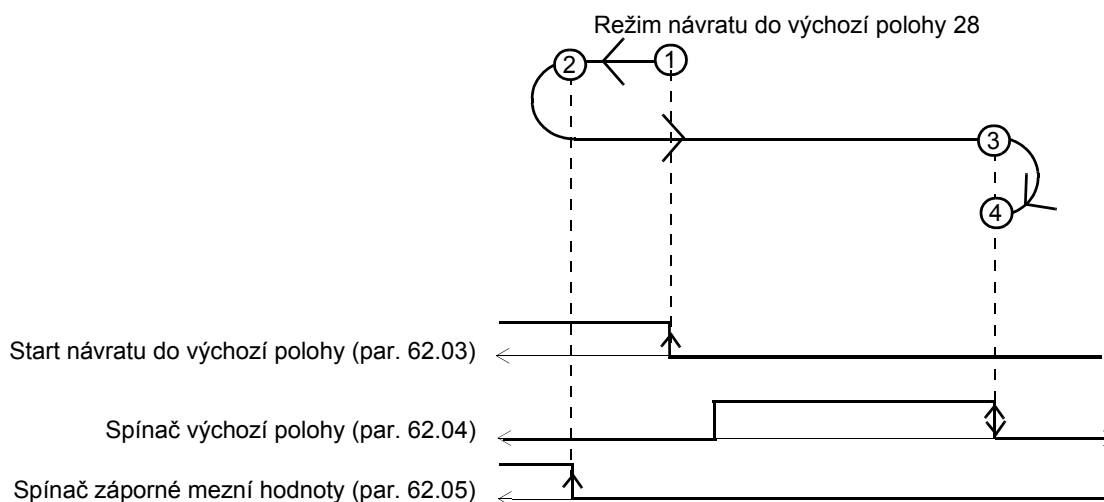 Režim návratu do výchozí polohy 28
2 1
3
4
Start návratu do výchozí polohy (par. 62.03)
Spínač výchozí polohy (par. 62.04)
Spínač záporné mezní hodnoty (par. 62.05)